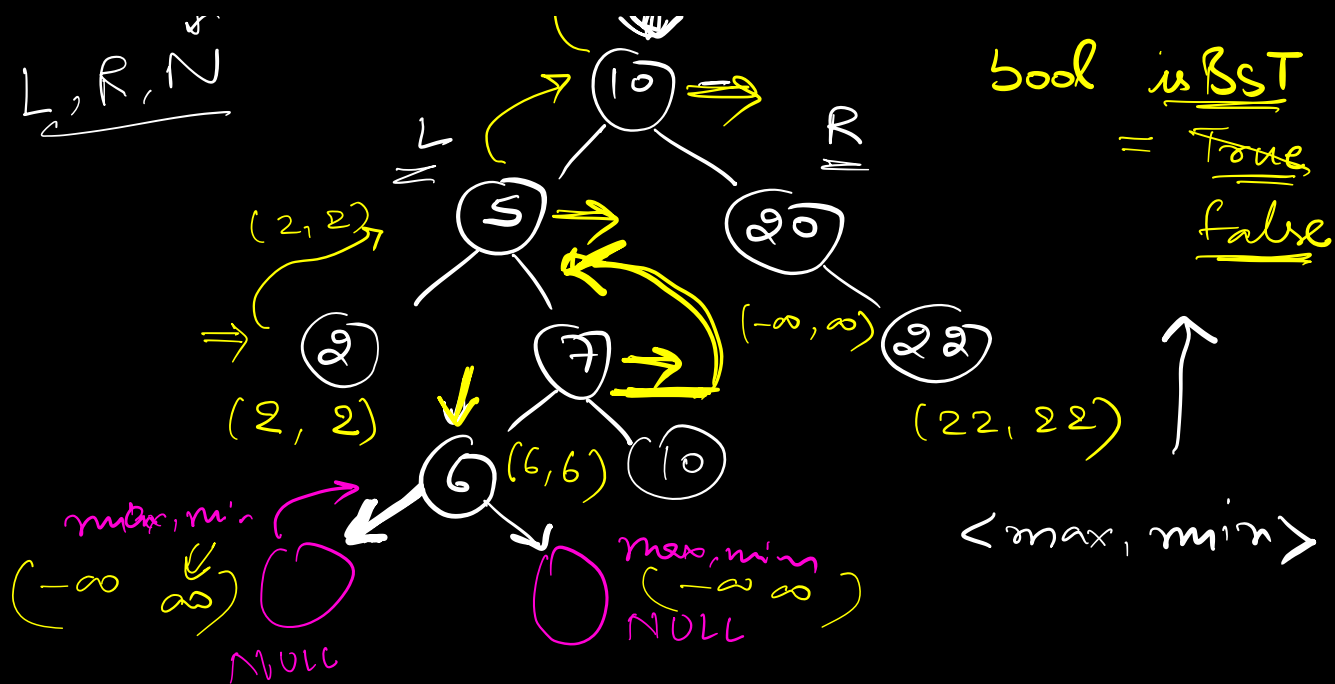 L, R, N
10
bool isBST
= True,
false
L
R
5
20
(2, 2)
(-∞, ∞)
2
7
22
(2, 2)
(22, 22)
6
(6, 6)
10
max, min
<max, min>
max, min
(-∞ ∞)
(-∞ ∞)
NULL
NULL